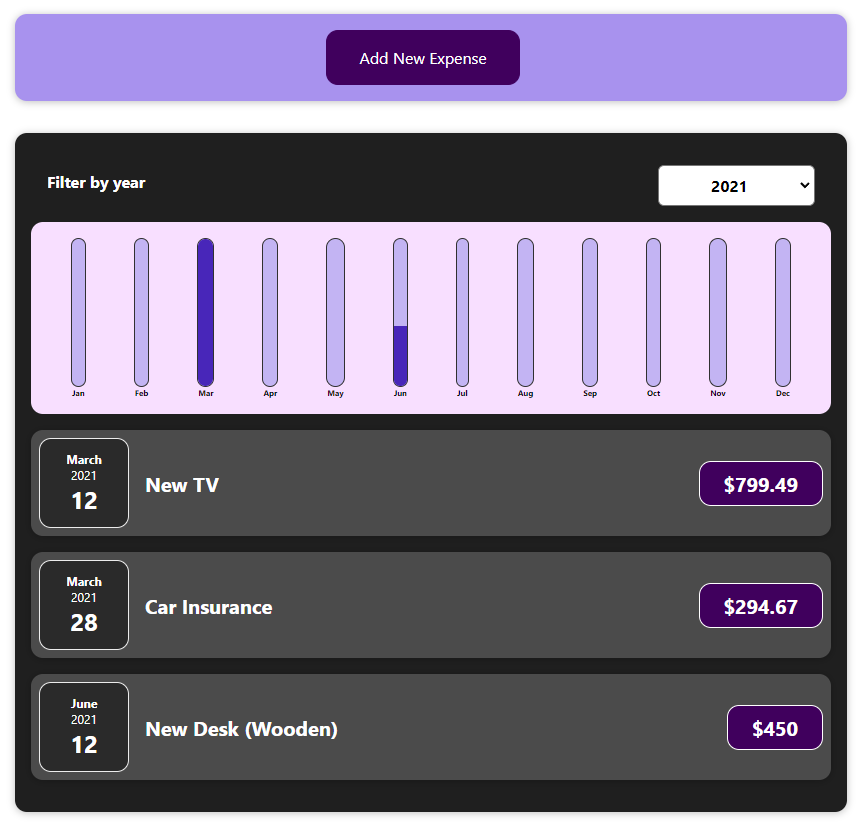 Add New Expense
Filter by year
2021
Jan Feb Mar Apr May Jun Jul Aug Sep Oct Nov Dec
March
2021
12
New TV
$799.49
March
2021
28
Car Insurance
$294.67
June
2021
12
New Desk (Wooden)
$450